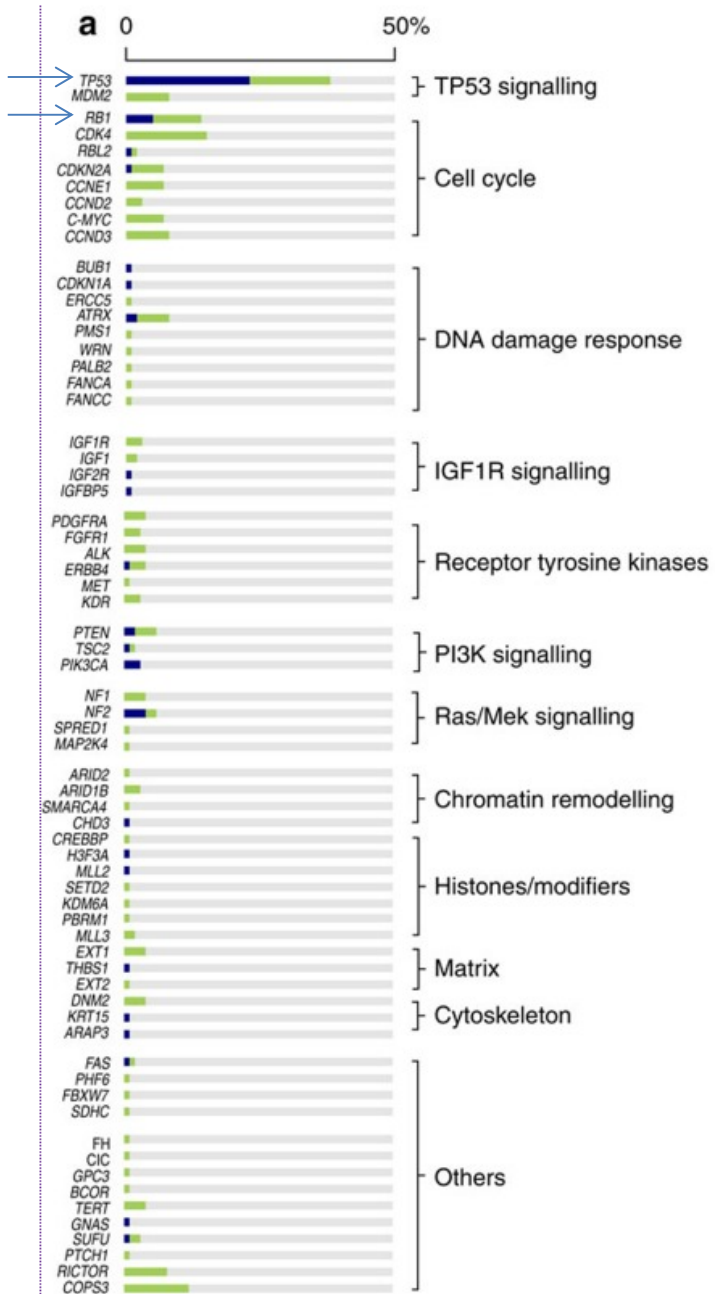 a 0 50%
TP53
MDM2
TP53 signalling
RB1
CDK4
RBL2
CDKN2A
CCNE1
CCND2
C-MYC
CCND3
Cell cycle
BUB1
CDKN1A
ERCC5
ATRX
PMS1
WRN
PALB2
FANCA
FANCC
DNA damage response
IGF1R
IGF1
IGF2R
IGFBP5
IGF1R signalling
PDGFRA
FGFR1
ALK
ERBB4
MET
KDR
Receptor tyrosine kinases
PTEN
TSC2
PIK3CA
PI3K signalling
NF1
NF2
SPRED1
MAP2K4
Ras/Mek signalling
ARID2
ARID1B
SMARCA4
CHD3
Chromatin remodelling
CREBBP
H3F3A
MLL2
SETD2
KDM6A
PBRM1
MLL3
Histones/modifiers
EXT1
THBS1
EXT2
Matrix
DNM2
KRT15
ARAP3
Cytoskeleton
FAS
PHF6
FBXW7
SDHC
FH
CIC
GPC3
BCOR
TERT
GNAS
SUFU
PTCH1
RICTOR
COPS3
Others